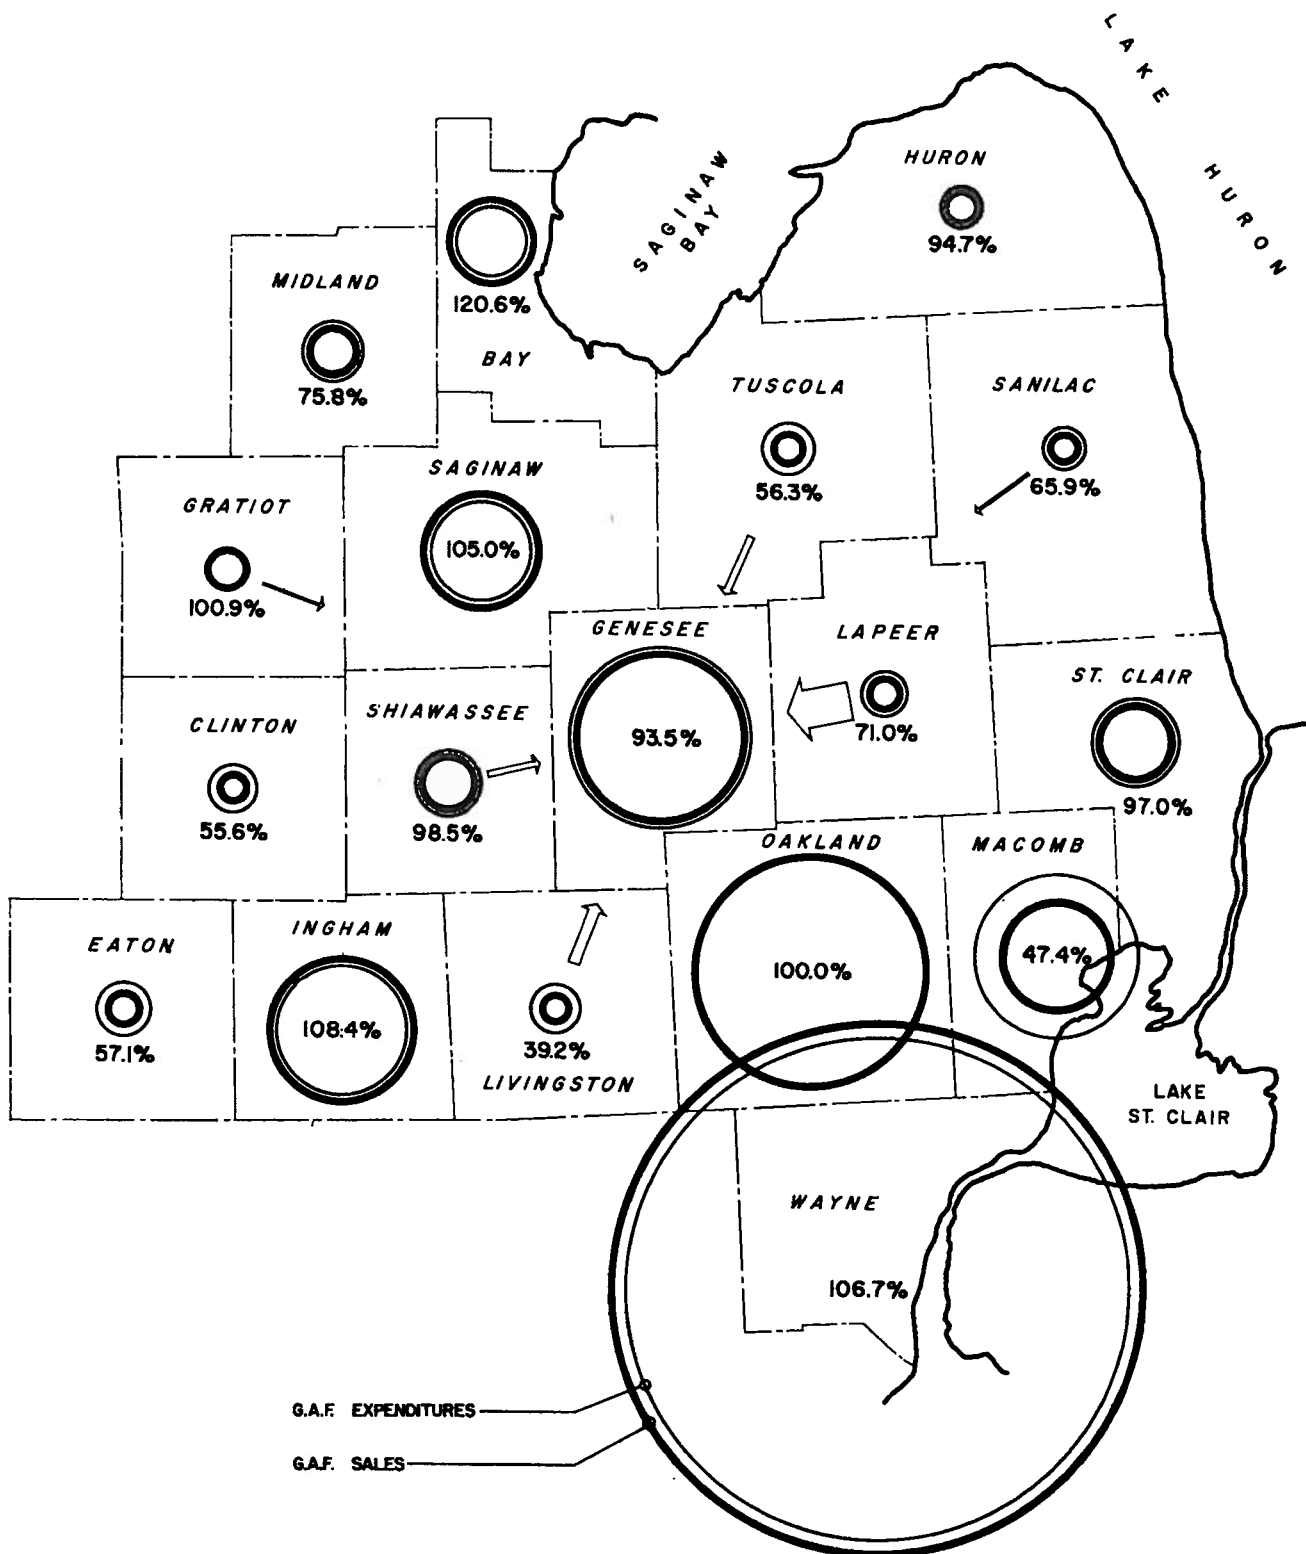 LAKE HURON
HURON
94.7%
SAGINAW
BAY
120.6%
BAY
MIDLAND
75.8%
TUSCOLA
56.3%
SANILAC
65.9%
SAGINAW
105.0%
GRATIOT
100.9%
GENESEE
93.5%
LAPEER
71.0%
ST. CLAIR
97.0%
CLINTON
55.6%
SHIAWASSEE
98.5%
OAKLAND
100.0%
MACOMB
47.4%
EATON
57.1%
INGHAM
108.4%
39.2%
LIVINGSTON
LAKE
ST. CLAIR
WAYNE
106.7%
G.A.F. EXPENDITURES
G.A.F. SALES